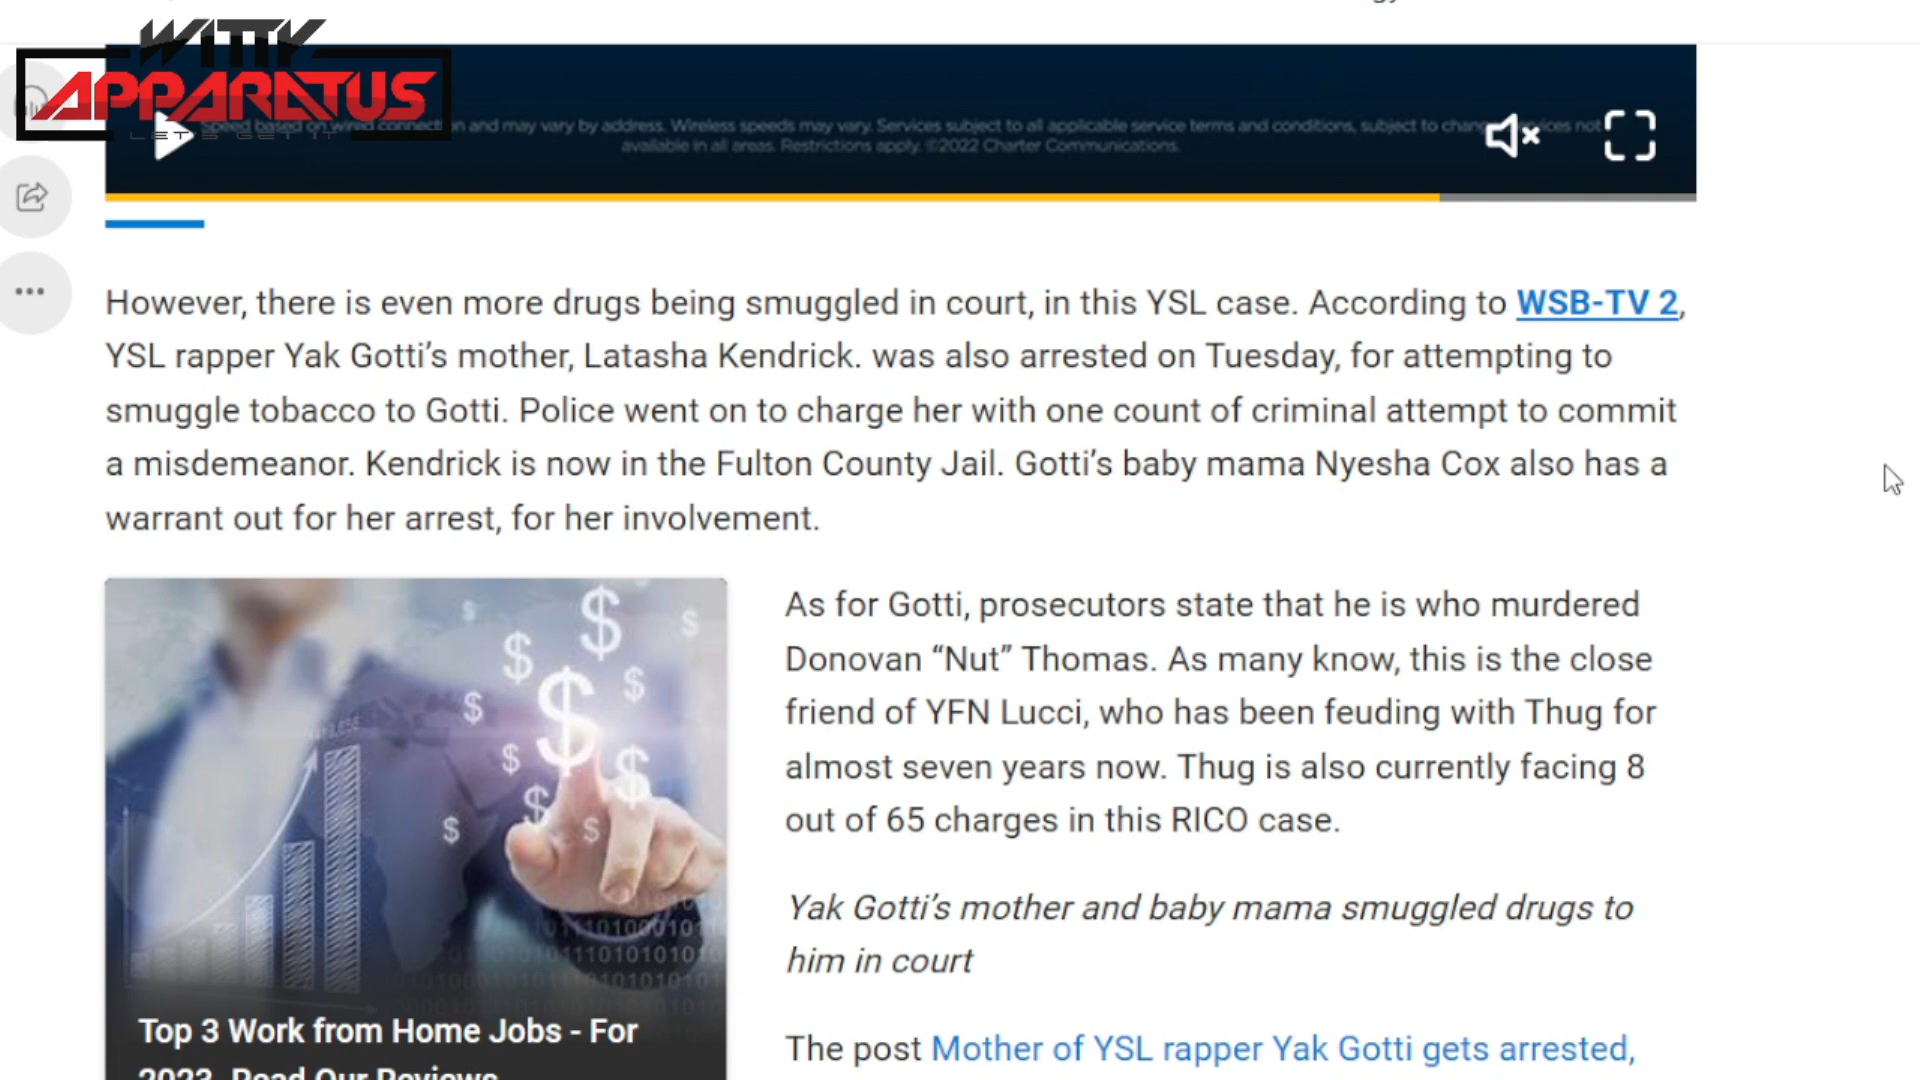 WITTY
APPARATUS
LET'S GET IT
Speed based on wired connection and may vary by address. Wireless speeds may vary. Services subject to all applicable service terms and conditions, subject to change. Services not
available in all areas. Restrictions apply. ©2022 Charter Communications.
However, there is even more drugs being smuggled in court, in this YSL case. According to WSB-TV 2,
YSL rapper Yak Gotti’s mother, Latasha Kendrick. was also arrested on Tuesday, for attempting to
smuggle tobacco to Gotti. Police went on to charge her with one count of criminal attempt to commit
a misdemeanor. Kendrick is now in the Fulton County Jail. Gotti’s baby mama Nyesha Cox also has a
warrant out for her arrest, for her involvement.
As for Gotti, prosecutors state that he is who murdered
Donovan “Nut” Thomas. As many know, this is the close
friend of YFN Lucci, who has been feuding with Thug for
almost seven years now. Thug is also currently facing 8
out of 65 charges in this RICO case.
Yak Gotti’s mother and baby mama smuggled drugs to
him in court
The post Mother of YSL rapper Yak Gotti gets arrested,
Top 3 Work from Home Jobs - For
2023. Read Our Reviews